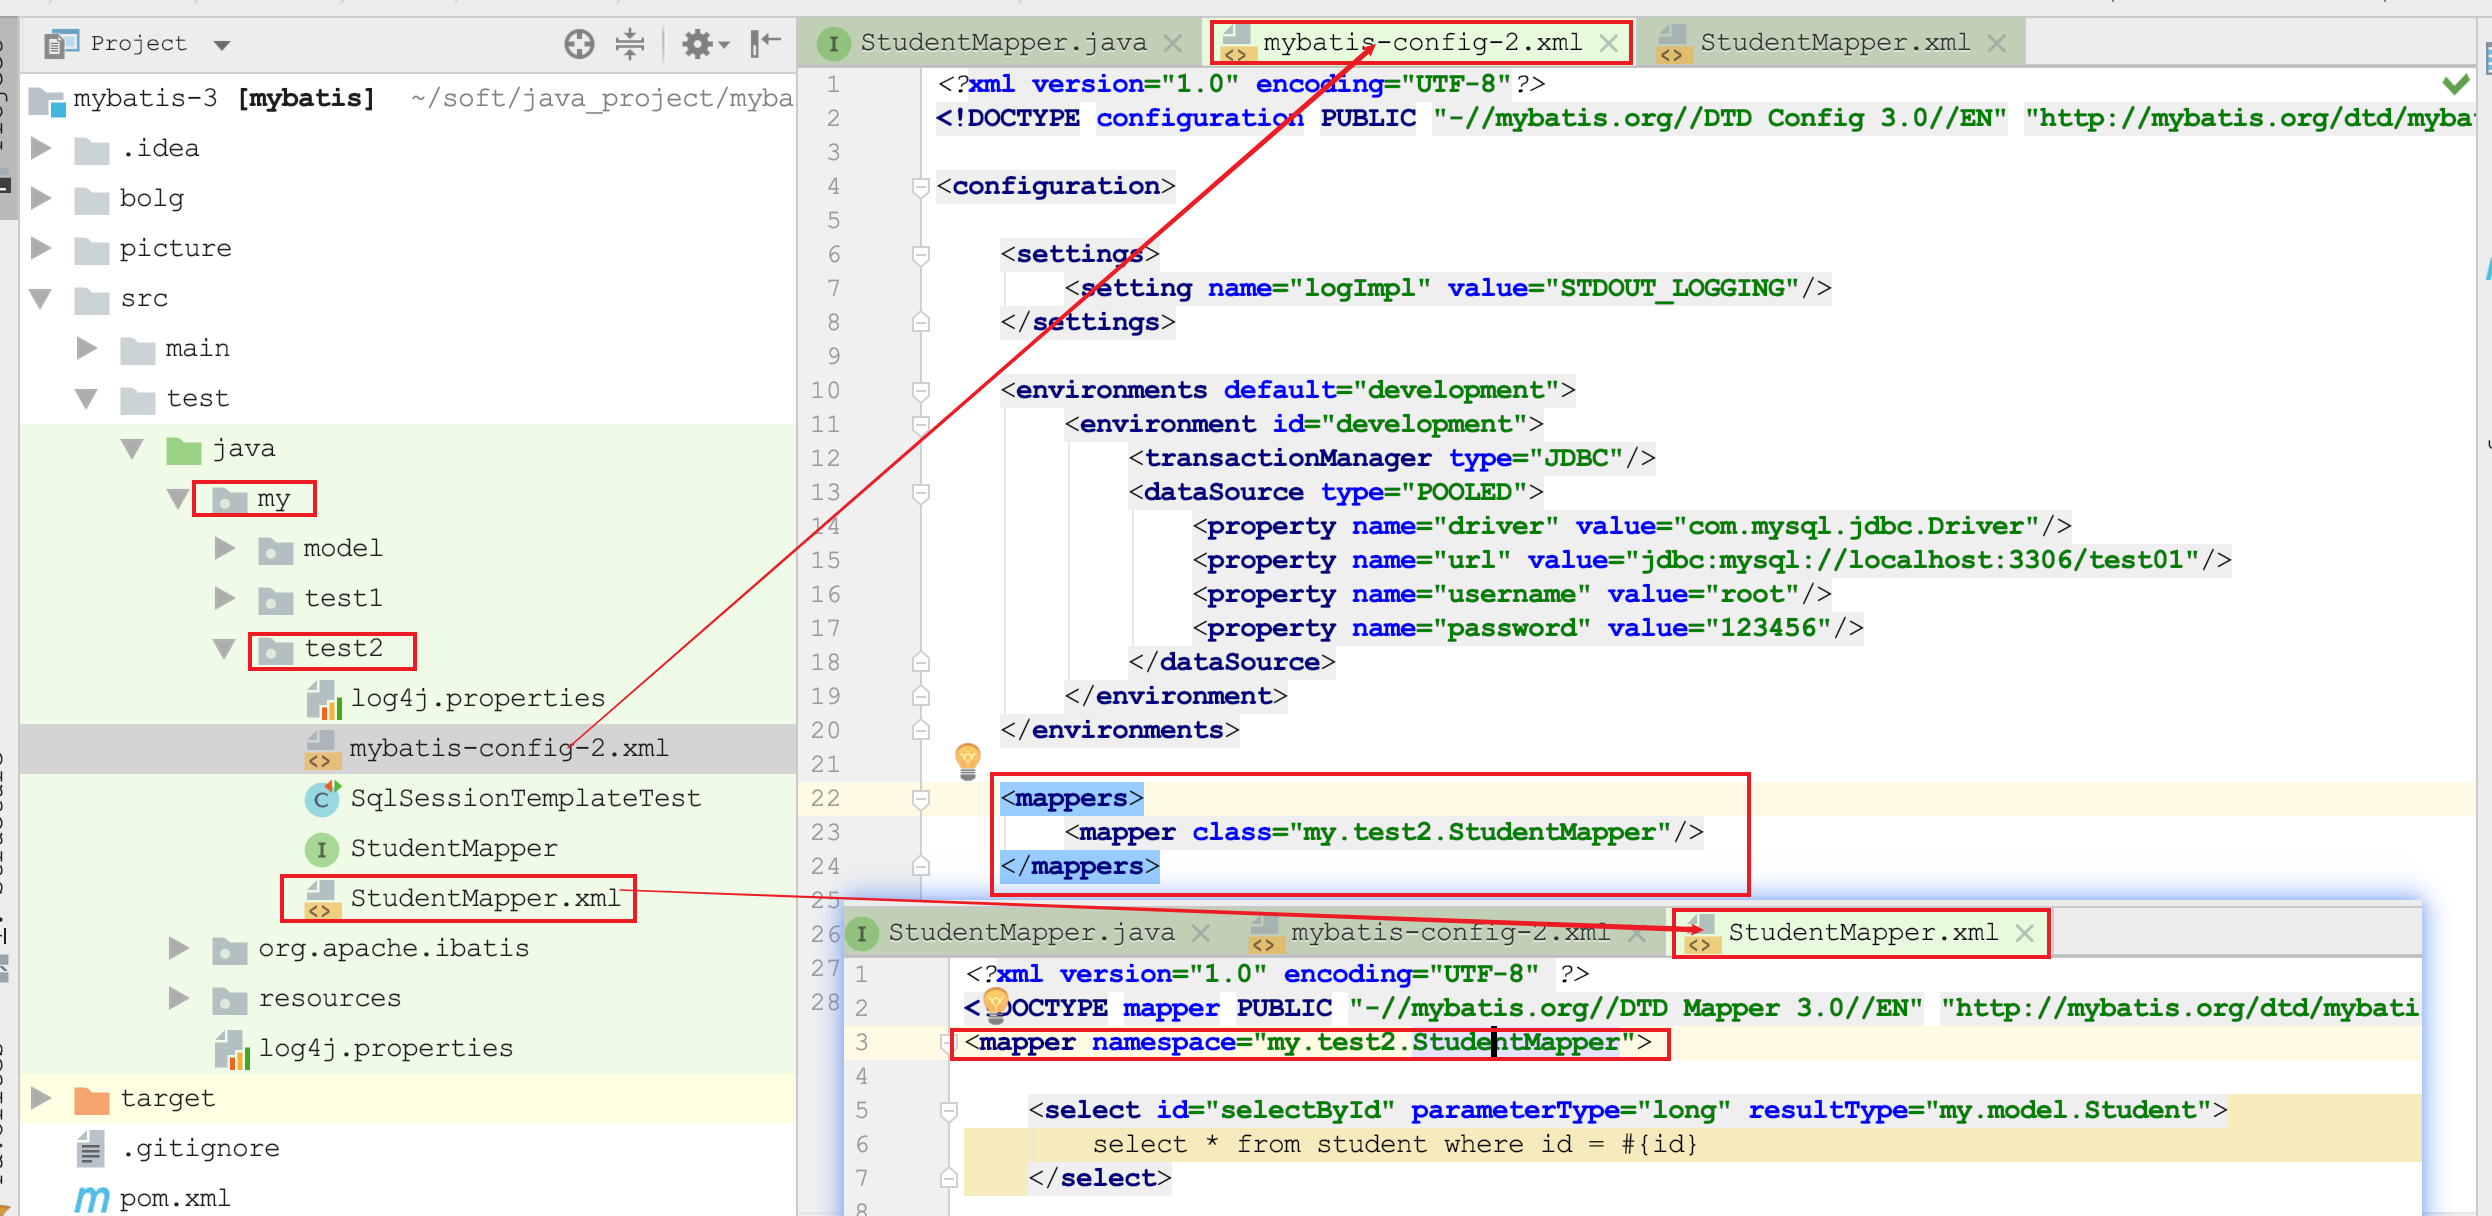 Project
mybatis-3 [mybatis] ~/soft/java_project/myba
.idea
bolg
picture
src
main
test
java
my
model
test1
test2
log4j.properties
mybatis-config-2.xml
SqlSessionTemplateTest
StudentMapper
StudentMapper.xml
org.apache.ibatis
resources
log4j.properties
target
.gitignore
pom.xml
StudentMapper.java mybatis-config-2.xml StudentMapper.xml
1 <?xml version="1.0" encoding="UTF-8"?>
2 <!DOCTYPE configuration PUBLIC "-//mybatis.org//DTD Config 3.0//EN" "http://mybatis.org/dtd/myba
3
4 <configuration>
5
6 <settings>
7 <setting name="logImpl" value="STDOUT_LOGGING"/>
8 </settings>
9
10 <environments default="development">
11 <environment id="development">
12 <transactionManager type="JDBC"/>
13 <dataSource type="POOLED">
14 <property name="driver" value="com.mysql.jdbc.Driver"/>
15 <property name="url" value="jdbc:mysql://localhost:3306/test01"/>
16 <property name="username" value="root"/>
17 <property name="password" value="123456"/>
18 </dataSource>
19 </environment>
20 </environments>
21
22 <mappers>
23 <mapper class="my.test2.StudentMapper"/>
24 </mappers>
25
26
27
28
StudentMapper.java mybatis-config-2.xml StudentMapper.xml
1 <?xml version="1.0" encoding="UTF-8" ?>
2 <!DOCTYPE mapper PUBLIC "-//mybatis.org//DTD Mapper 3.0//EN" "http://mybatis.org/dtd/mybati
3 <mapper namespace="my.test2.StudentMapper">
4
5 <select id="selectById" parameterType="long" resultType="my.model.Student">
6 select * from student where id = #{id}
7 </select>
8